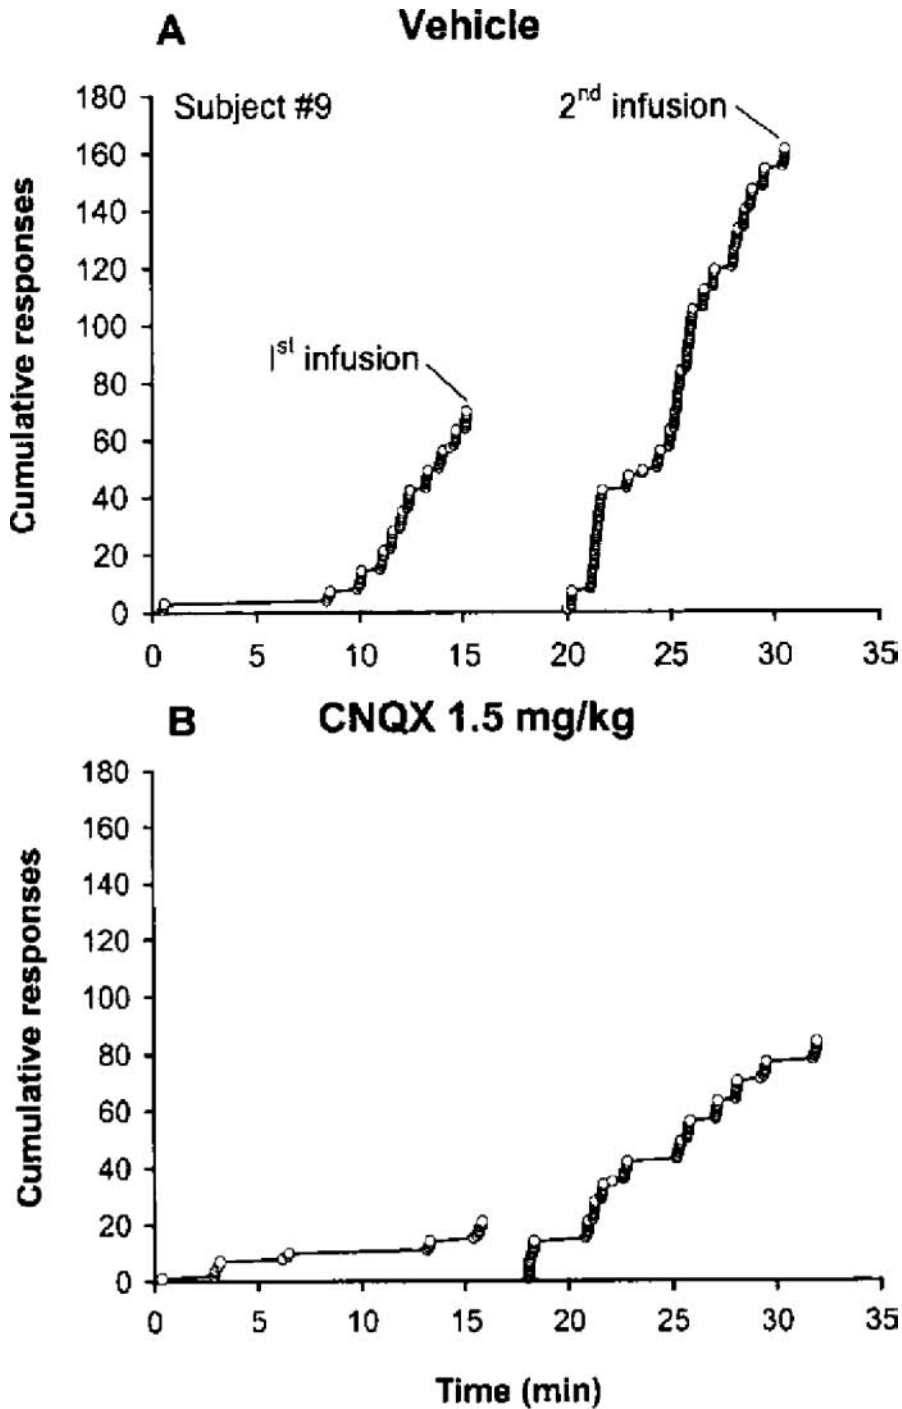 A Vehicle
Subject #9
2nd infusion
1st infusion
Cumulative responses
180
160
140
120
100
80
60
40
20
0
0 5 10 15 20 25 30 35
B CNQX 1.5 mg/kg
Cumulative responses
180
160
140
120
100
80
60
40
20
0
0 5 10 15 20 25 30 35
Time (min)